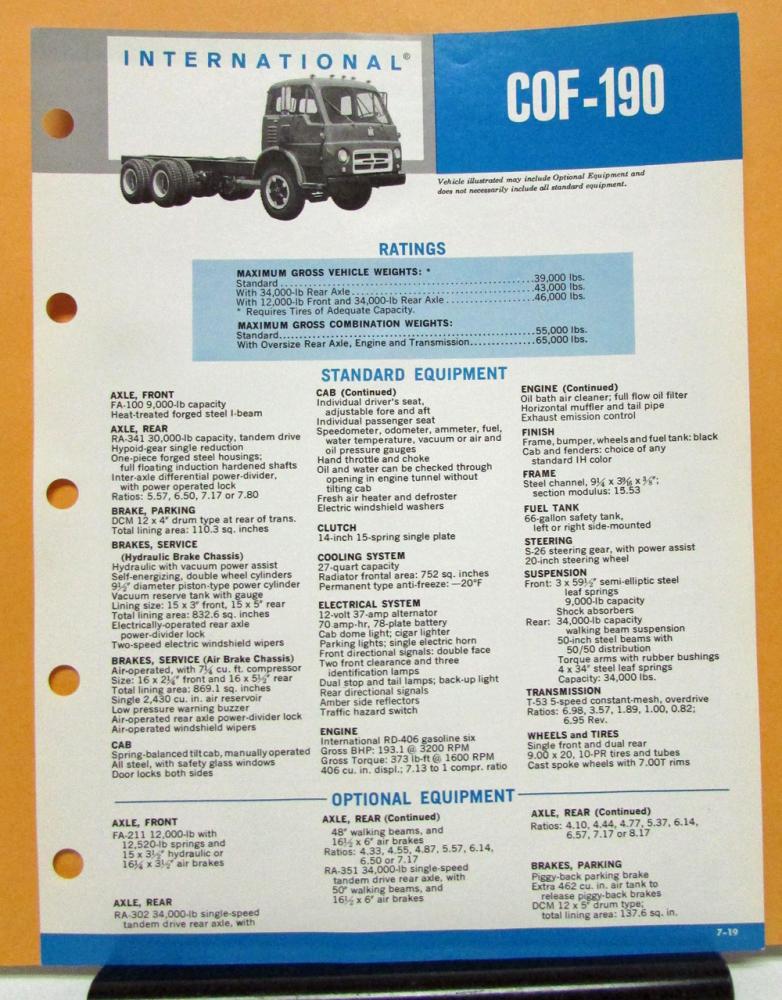 INTERNATIONAL®
COF-190
Vehicle illustrated may include Optional Equipment and
does not necessarily include all standard equipment.
RATINGS
MAXIMUM GROSS VEHICLE WEIGHTS: *
Standard ..... 39,000 lbs.
With 34,000-lb Rear Axle ..... 43,000 lbs.
With 12,000-lb Front and 34,000-lb Rear Axle ..... 46,000 lbs.
* Requires Tires of Adequate Capacity.
MAXIMUM GROSS COMBINATION WEIGHTS:
Standard ..... 55,000 lbs.
With Oversize Rear Axle, Engine and Transmission ..... 65,000 lbs.
STANDARD EQUIPMENT
AXLE, FRONT
FA-100 9,000-lb capacity
Heat-treated forged steel I-beam
AXLE, REAR
RA-341 30,000-lb capacity, tandem drive
Hypoid-gear single reduction
One-piece forged steel housings;
full floating induction hardened shafts
Inter-axle differential power-divider,
with power operated lock
Ratios: 5.57, 6.50, 7.17 or 7.80
BRAKE, PARKING
DCM 12 x 4" drum type at rear of trans.
Total lining area: 110.3 sq. inches
BRAKES, SERVICE
(Hydraulic Brake Chassis)
Hydraulic with vacuum power assist
Self-energizing, double wheel cylinders
9½" diameter piston-type power cylinder
Vacuum reserve tank with gauge
Lining size: 15 x 3" front, 15 x 5" rear
Total lining area: 832.6 sq. inches
Electrically-operated rear axle
power-divider lock
Two-speed electric windshield wipers
BRAKES, SERVICE (Air Brake Chassis)
Air-operated, with 7¼ cu. ft. compressor
Size: 16 x 2¼" front and 16 x 5½" rear
Total lining area: 869.1 sq. inches
Single 2,430 cu. in. air reservoir
Low pressure warning buzzer
Air-operated rear axle power-divider lock
Air-operated windshield wipers
CAB
Spring-balanced tilt cab, manually operated
All steel, with safety glass windows
Door locks both sides
CAB (Continued)
Individual driver's seat,
adjustable fore and aft
Individual passenger seat
Speedometer, odometer, ammeter, fuel,
water temperature, vacuum or air and
oil pressure gauges
Hand throttle and choke
Oil and water can be checked through
opening in engine tunnel without
tilting cab
Fresh air heater and defroster
Electric windshield washers
CLUTCH
14-inch 15-spring single plate
COOLING SYSTEM
27-quart capacity
Radiator frontal area: 752 sq. inches
Permanent type anti-freeze: —20°F
ELECTRICAL SYSTEM
12-volt 37-amp alternator
70 amp-hr, 78-plate battery
Cab dome light; cigar lighter
Parking lights; single electric horn
Front directional signals: double face
Two front clearance and three
identification lamps
Dual stop and tail lamps; back-up light
Rear directional signals
Amber side reflectors
Traffic hazard switch
ENGINE
International RD-406 gasoline six
Gross BHP: 193.1 @ 3200 RPM
Gross Torque: 373 lb-ft @ 1600 RPM
406 cu. in. displ.; 7.13 to 1 compr. ratio
ENGINE (Continued)
Oil bath air cleaner; full flow oil filter
Horizontal muffler and tail pipe
Exhaust emission control
FINISH
Frame, bumper, wheels and fuel tank: black
Cab and fenders: choice of any
standard IH color
FRAME
Steel channel, 9¼ x 3⅛ x ⅜";
section modulus: 15.53
FUEL TANK
66-gallon safety tank,
left or right side-mounted
STEERING
S-26 steering gear, with power assist
20-inch steering wheel
SUSPENSION
Front: 3 x 59½" semi-elliptic steel
leaf springs
9,000-lb capacity
Shock absorbers
Rear: 34,000-lb capacity
walking beam suspension
50-inch steel beams with
50/50 distribution
Torque arms with rubber bushings
4 x 34" steel leaf springs
Capacity: 34,000 lbs.
TRANSMISSION
T-53 5-speed constant-mesh, overdrive
Ratios: 6.98, 3.57, 1.89, 1.00, 0.82;
6.95 Rev.
WHEELS and TIRES
Single front and dual rear
9.00 x 20, 10-PR tires and tubes
Cast spoke wheels with 7.00T rims
OPTIONAL EQUIPMENT
AXLE, FRONT
FA-211 12,000-lb with
12,520-lb springs and
15 x 3½" hydraulic or
16¼ x 3½" air brakes
AXLE, REAR
RA-302 34,000-lb single-speed
tandem drive rear axle, with
AXLE, REAR (Continued)
48" walking beams, and
16½ x 6" air brakes
Ratios: 4.33, 4.55, 4.87, 5.57, 6.14,
6.50 or 7.17
RA-351 34,000-lb single-speed
tandem drive rear axle, with
50" walking beams, and
16½ x 6" air brakes
AXLE, REAR (Continued)
Ratios: 4.10, 4.44, 4.77, 5.37, 6.14,
6.57, 7.17 or 8.17
BRAKES, PARKING
Piggy-back parking brake
Extra 462 cu. in. air tank to
release piggy-back brakes
DCM 12 x 5" drum type;
total lining area: 137.6 sq. in.
7-19